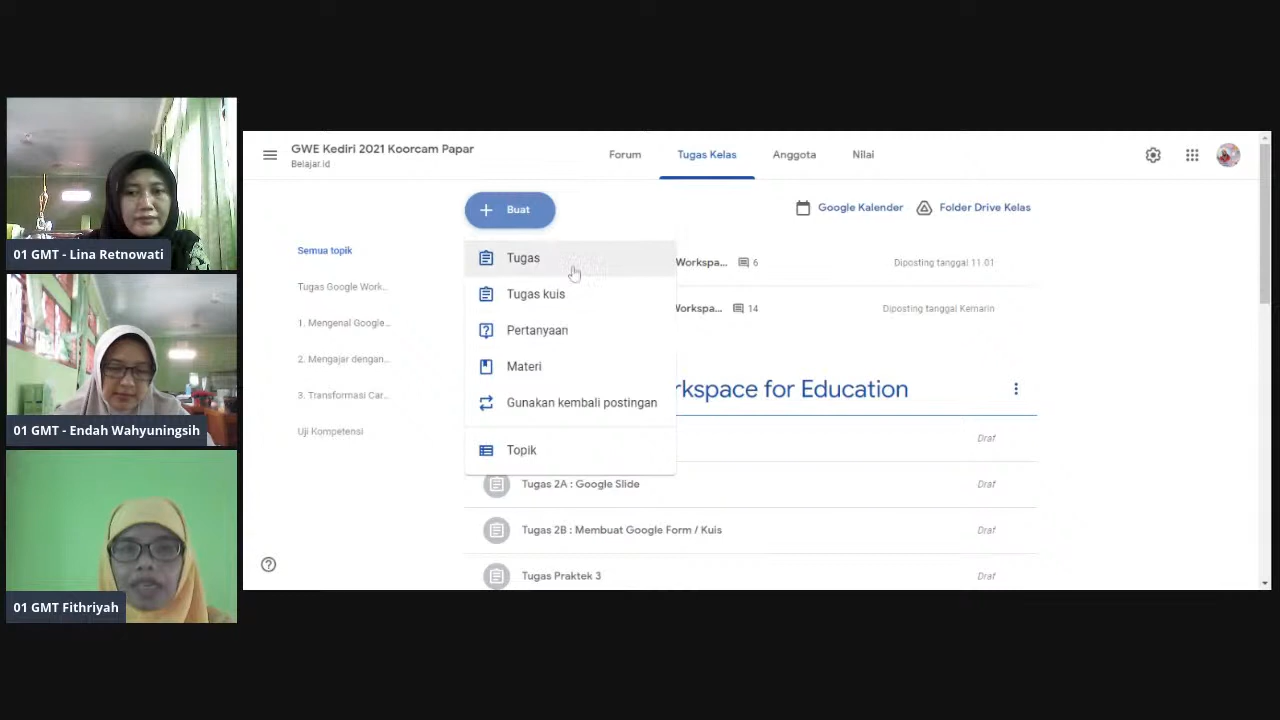 01 GMT - Lina Retnowati
01 GMT - Endah Wahyuningsih
01 GMT Fithriyah
GWE Kediri 2021 Koorcam Papar
Belajar.id
Forum
Tugas Kelas
Anggota
Nilai
Buat
Google Kalender
Folder Drive Kelas
Semua topik
Tugas Google Work...
1. Mengenal Google...
2. Mengajar dengan...
3. Transformasi Car...
Uji Kompetensi
Tugas
Tugas kuis
Pertanyaan
Materi
Gunakan kembali postingan
Topik
Workspa... 6 Diposting tanggal 11.01
Workspa... 14 Diposting tanggal Kemarin
rkspace for Education
Draf
Tugas 2A : Google Slide Draf
Tugas 2B : Membuat Google Form / Kuis Draf
Tugas Praktek 3 Draf